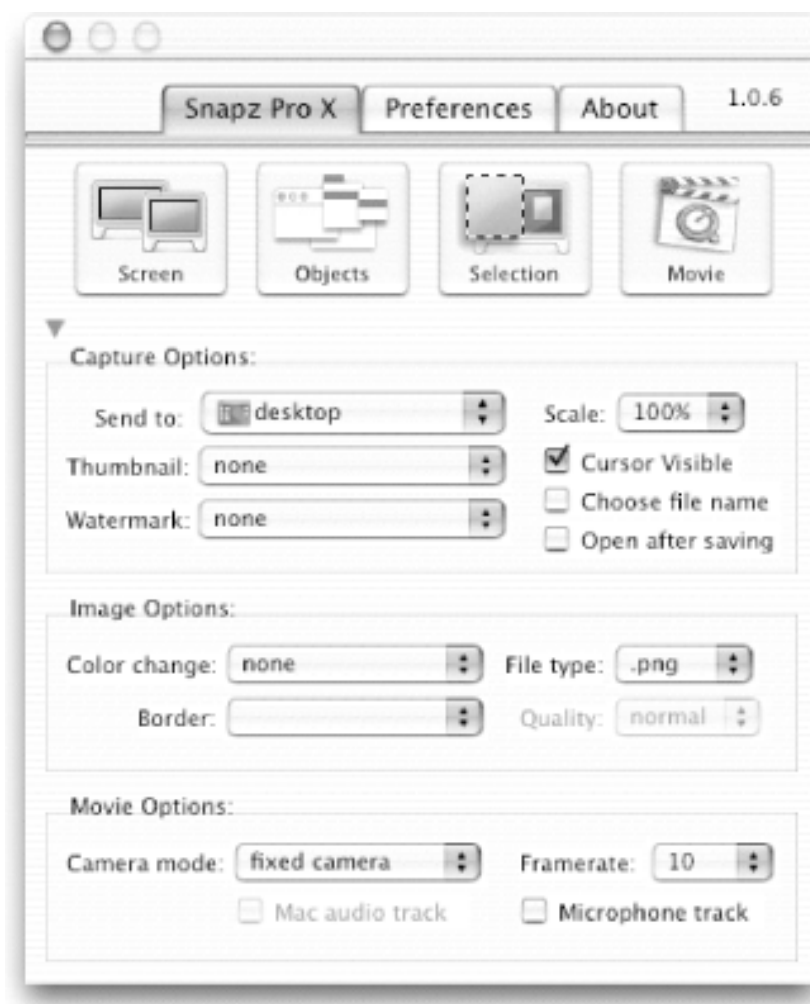 Snapz Pro X Preferences About 1.0.6
Screen Objects Selection Movie
Capture Options:
Send to: desktop Scale: 100%
Thumbnail: none Cursor Visible
Choose file name
Watermark: none
Open after saving
Image Options:
Color change: none File type: .png
Border: Quality: normal
Movie Options:
Camera mode: fixed camera Framerate: 10
Mac audio track Microphone track